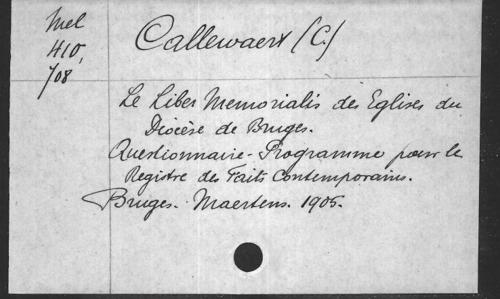 Mel
410,
708
Callewaert (C.)
Le Liber Memorialis des Eglises du
Diocèse de Bruges.
Questionnaire-Programme pour le
Registre des Faits Contemporains.
Bruges. Maertens. 1905.